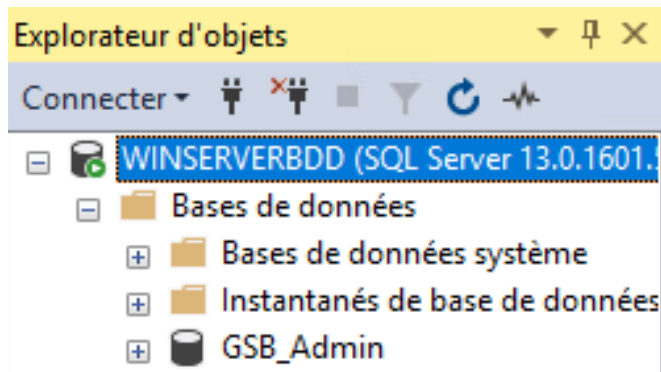 Explorateur d'objets
Connecter
WINSERVERBDD (SQL Server 13.0.1601.
Bases de données
Bases de données système
Instantanés de base de données
GSB_Admin